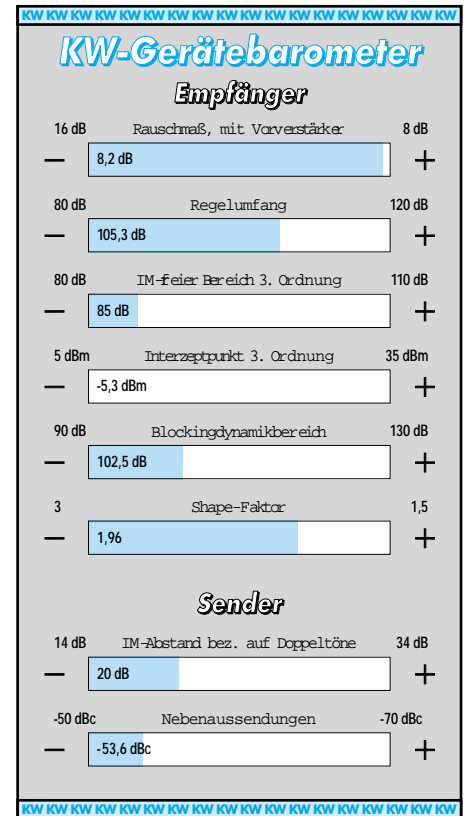 KW KW KW KW KW KW KW KW KW KW KW KW KW KW KW KW KW KW
KW-Gerätebarometer
Empfänger
16 dB Rauschmaß, mit Vorverstärker 8 dB
− 8,2 dB +
80 dB Regelumfang 120 dB
− 105,3 dB +
80 dB IM-freier Bereich 3. Ordnung 110 dB
− 85 dB +
5 dBm Interzeptpunkt 3. Ordnung 35 dBm
− -5,3 dBm +
90 dB Blockingdynamikbereich 130 dB
− 102,5 dB +
3 Shape-Faktor 1,5
− 1,96 +
Sender
14 dB IM-Abstand bez. auf Doppeltöne 34 dB
− 20 dB +
-50 dBc Nebenaussendungen -70 dBc
− -53,6 dBc +
KW KW KW KW KW KW KW KW KW KW KW KW KW KW KW KW KW KW